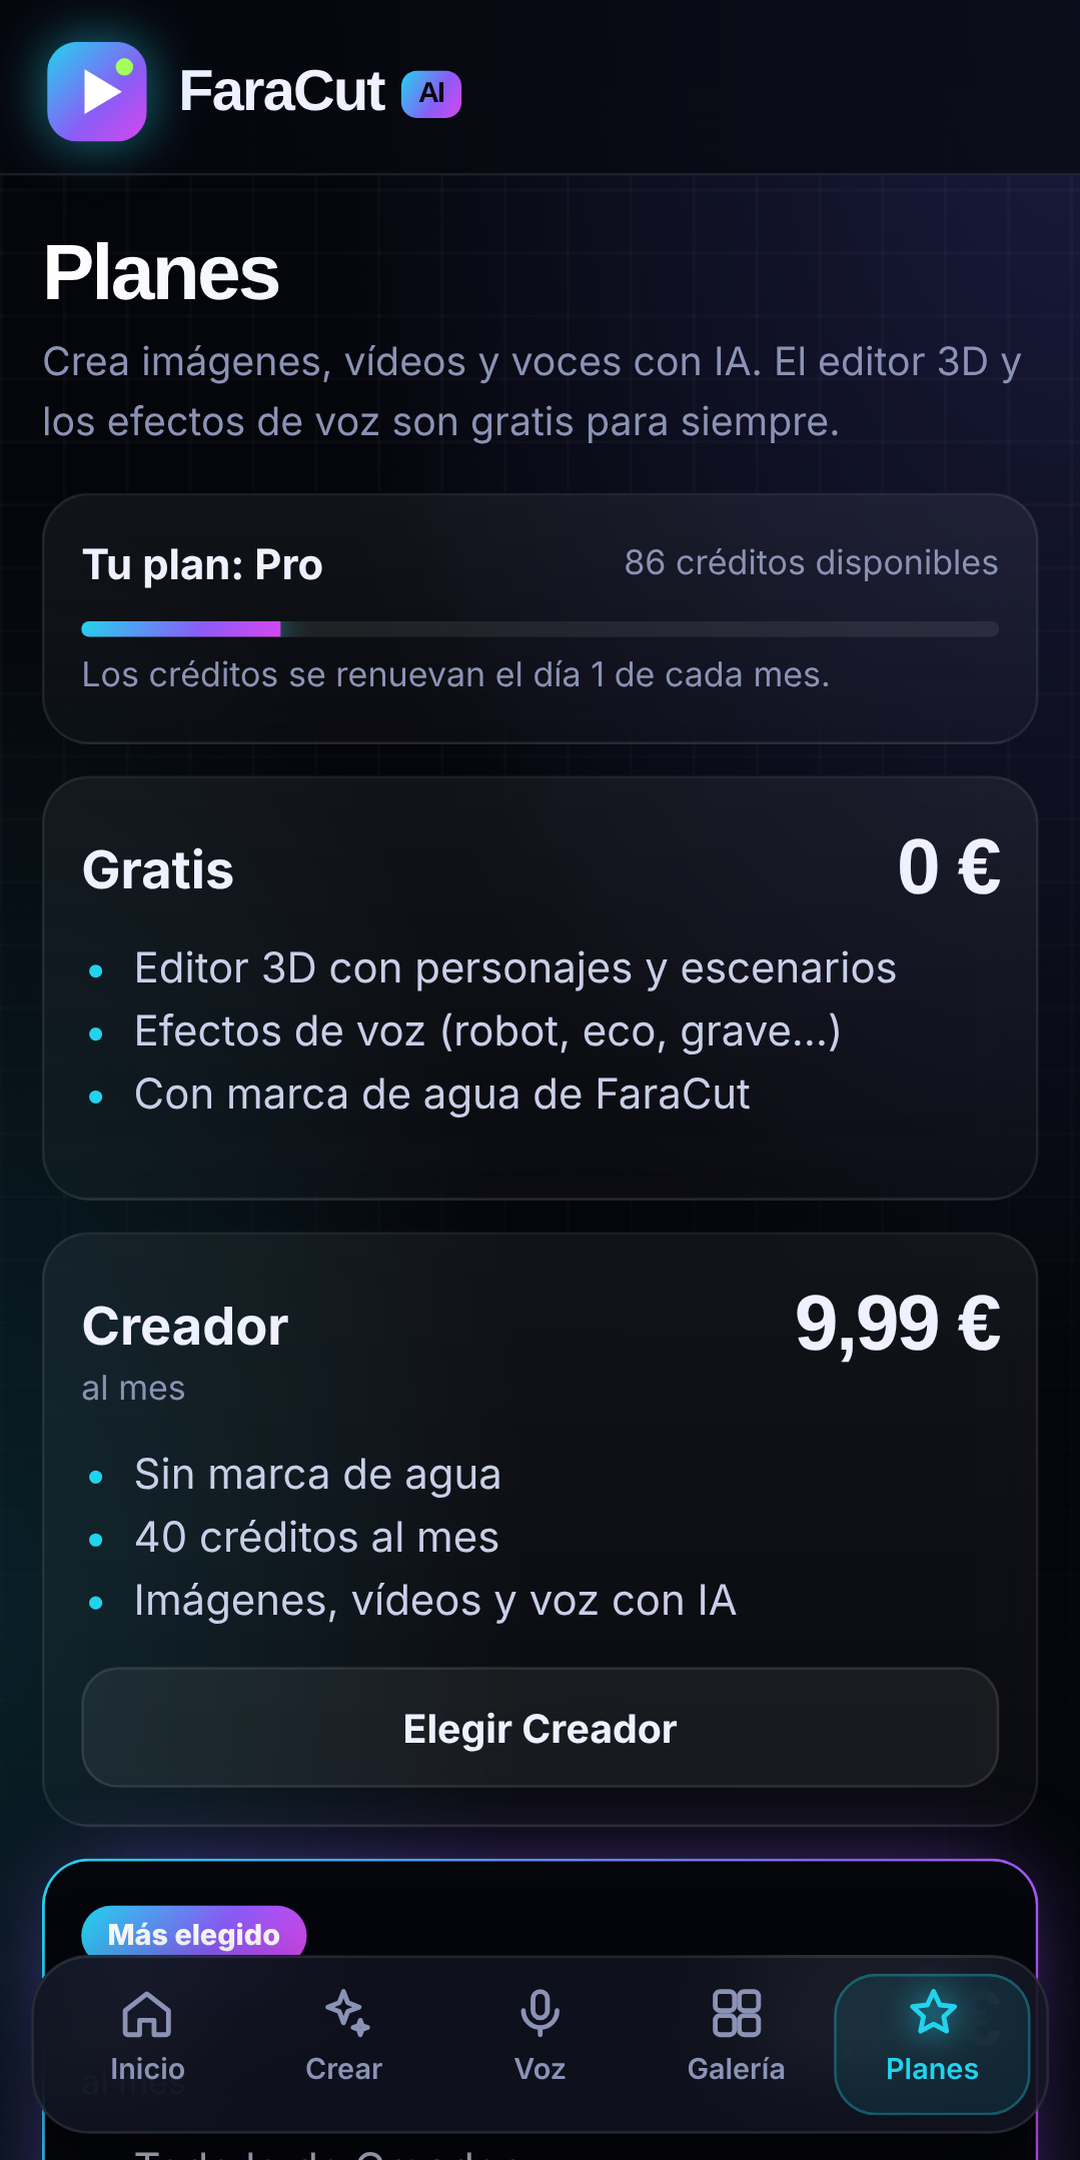 FaraCut AI
Planes
Crea imágenes, vídeos y voces con IA. El editor 3D y
los efectos de voz son gratis para siempre.
Tu plan: Pro
86 créditos disponibles
Los créditos se renuevan el día 1 de cada mes.
Gratis
0 €
Editor 3D con personajes y escenarios
Efectos de voz (robot, eco, grave...)
Con marca de agua de FaraCut
Creador
9,99 €
al mes
Sin marca de agua
40 créditos al mes
Imágenes, vídeos y voz con IA
Elegir Creador
Más elegido
€
al mes
Inicio
Crear
Voz
Galería
Planes